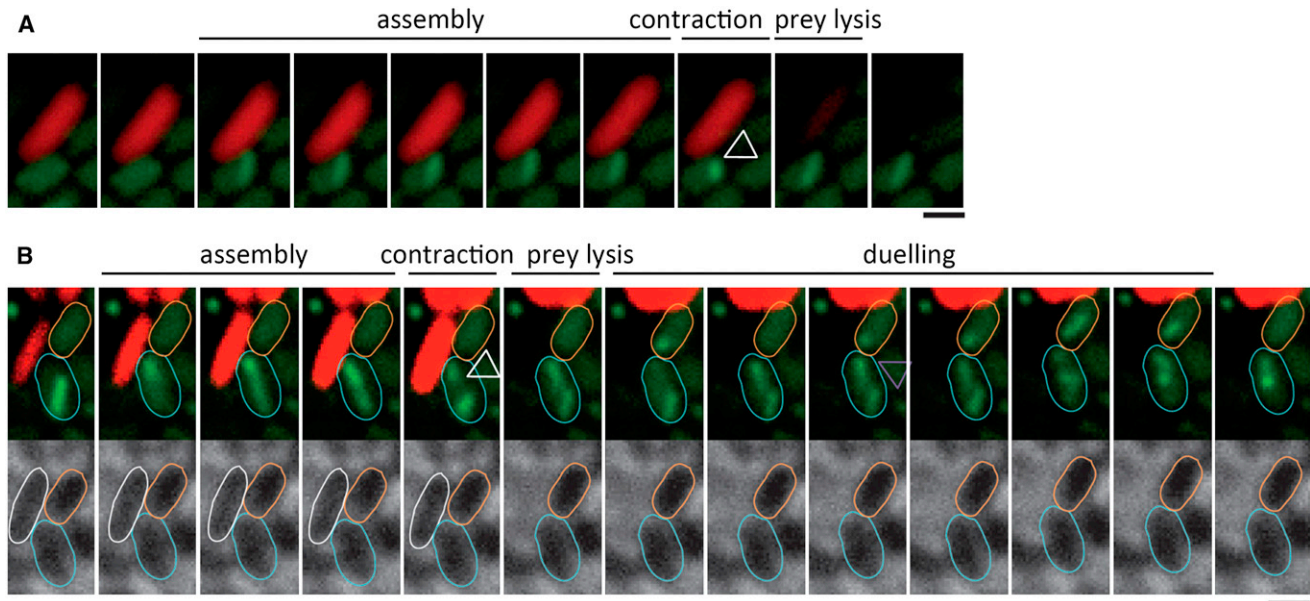 A
assembly contraction prey lysis
B
assembly contraction prey lysis duelling